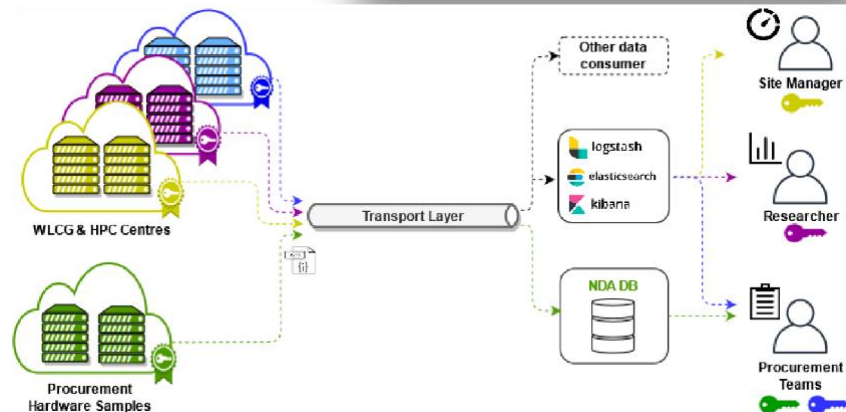 WLCG & HPC Centres
Procurement
Hardware Samples
{i}
Transport Layer
Other data
consumer
logstash
elasticsearch
kibana
NDA DB
Site Manager
Researcher
Procurement
Teams